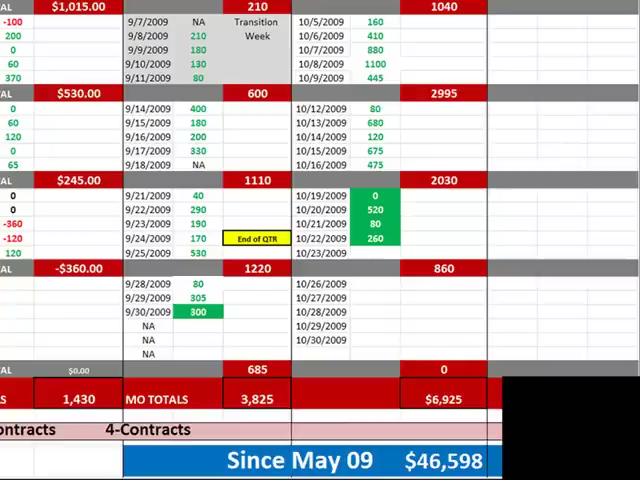 TAL $1,015.00 210 1040
-100 9/7/2009 NA Transition 10/5/2009 160
200 9/8/2009 210 Week 10/6/2009 410
0 9/9/2009 180 10/7/2009 880
60 9/10/2009 130 10/8/2009 1100
370 9/11/2009 80 10/9/2009 445
TAL $530.00 600 2995
0 9/14/2009 400 10/12/2009 80
60 9/15/2009 180 10/13/2009 680
120 9/16/2009 200 10/14/2009 120
0 9/17/2009 330 10/15/2009 675
65 9/18/2009 NA 10/16/2009 475
TAL $245.00 1110 2030
0 9/21/2009 40 10/19/2009 0
0 9/22/2009 290 10/20/2009 520
-360 9/23/2009 190 10/21/2009 80
-120 9/24/2009 170 End of QTR 10/22/2009 260
120 9/25/2009 530 10/23/2009
TAL -$360.00 1220 860
9/28/2009 80 10/26/2009
9/29/2009 305 10/27/2009
9/30/2009 300 10/28/2009
NA 10/29/2009
NA 10/30/2009
NA
TAL $0.00 685 0
LS 1,430 MO TOTALS 3,825 $6,925
ontracts 4-Contracts
Since May 09 $46,598